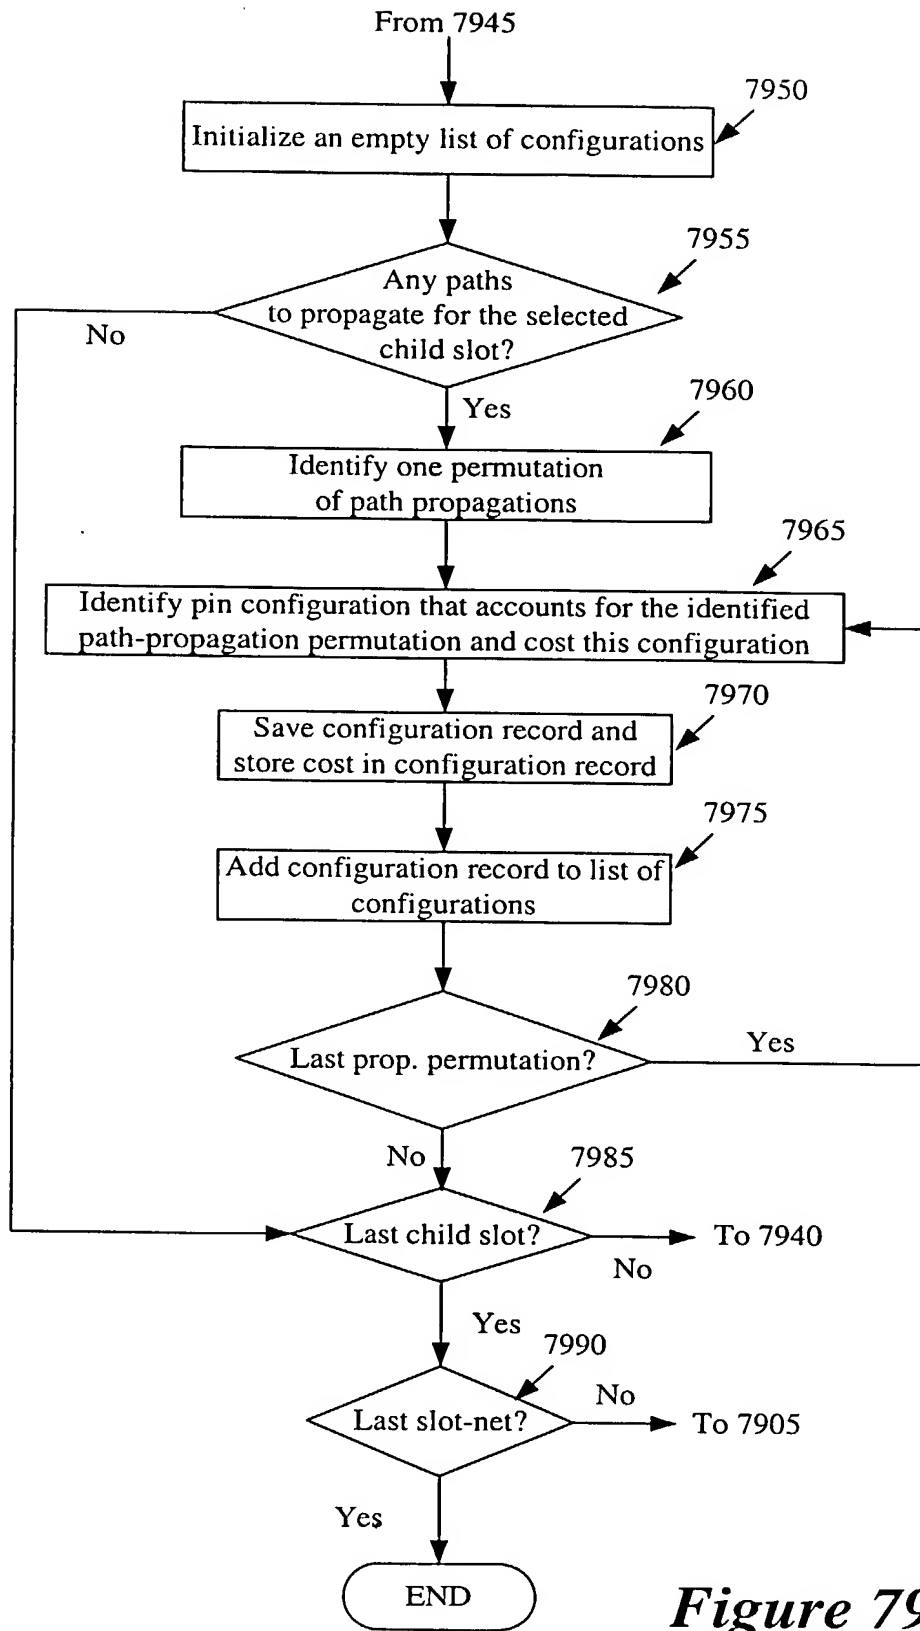 From 7945
7950
Initialize an empty list of configurations
7955
Any paths
to propagate for the selected
child slot?
No
Yes
7960
Identify one permutation
of path propagations
7965
Identify pin configuration that accounts for the identified
path-propagation permutation and cost this configuration
7970
Save configuration record and
store cost in configuration record
7975
Add configuration record to list of
configurations
7980
Last prop. permutation?
Yes
No
7985
Last child slot?
To 7940
No
Yes
7990
Last slot-net?
No
To 7905
Yes
END
Figure 79